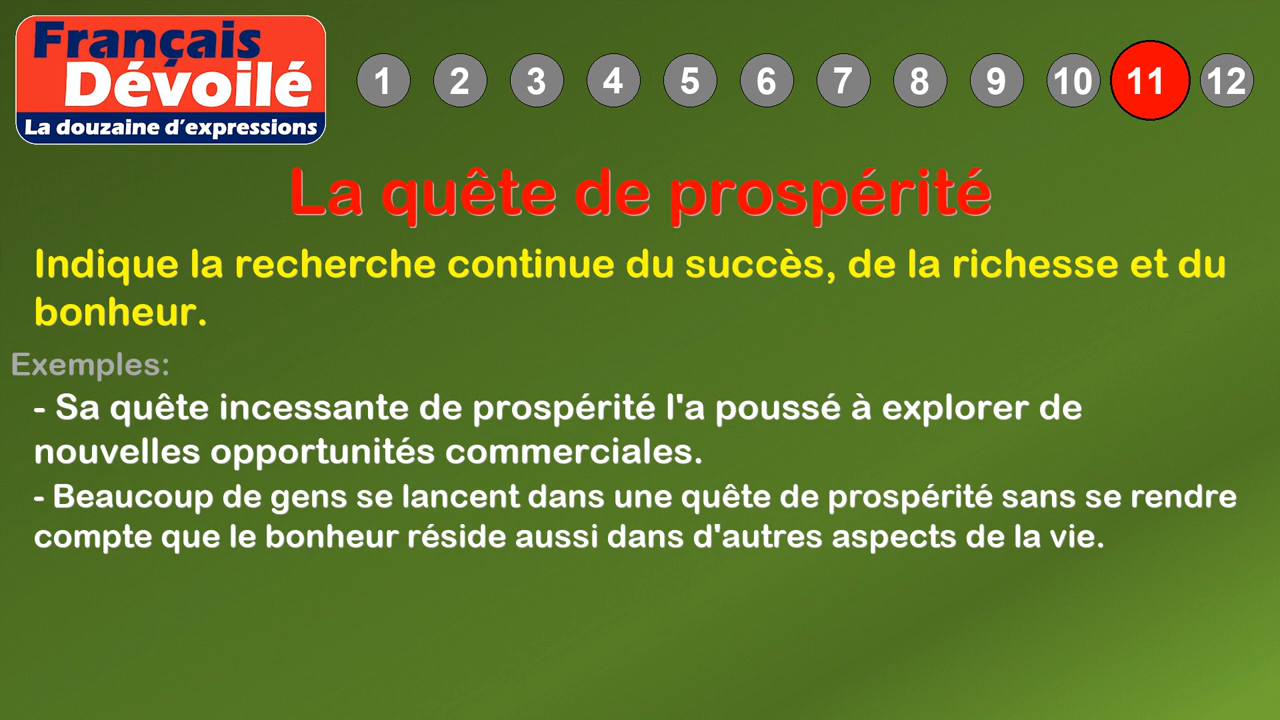 Français
Dévoilé
La douzaine d'expressions
1 2 3 4 5 6 7 8 9 10 11 12
La quête de prospérité
Indique la recherche continue du succès, de la richesse et du
bonheur.
Exemples:
- Sa quête incessante de prospérité l'a poussé à explorer de
nouvelles opportunités commerciales.
- Beaucoup de gens se lancent dans une quête de prospérité sans se rendre
compte que le bonheur réside aussi dans d'autres aspects de la vie.